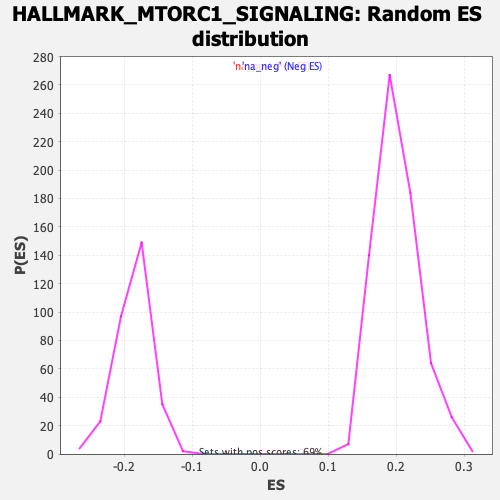 HALLMARK_MTORC1_SIGNALING: Random ES
distribution
'na_neg' (Neg ES)
280
260
240
220
200
180
160
140
120
100
80
60
40
20
0
P(ES)
Sets with pos scores: 69%
-0.2 -0.1 0.0 0.1 0.2 0.3
ES